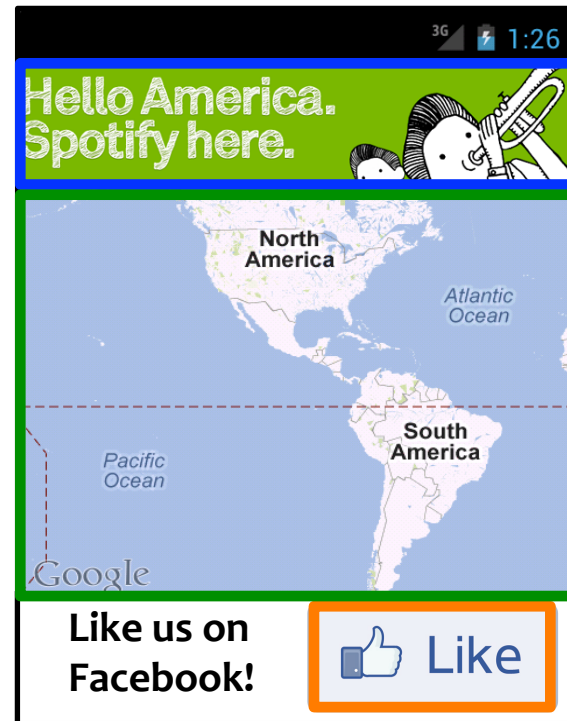 3G 1:26
Hello America.
Spotify here.
North
America
Atlantic
Ocean
South
America
Pacific
Ocean
Google
Like us on
Facebook!
Like